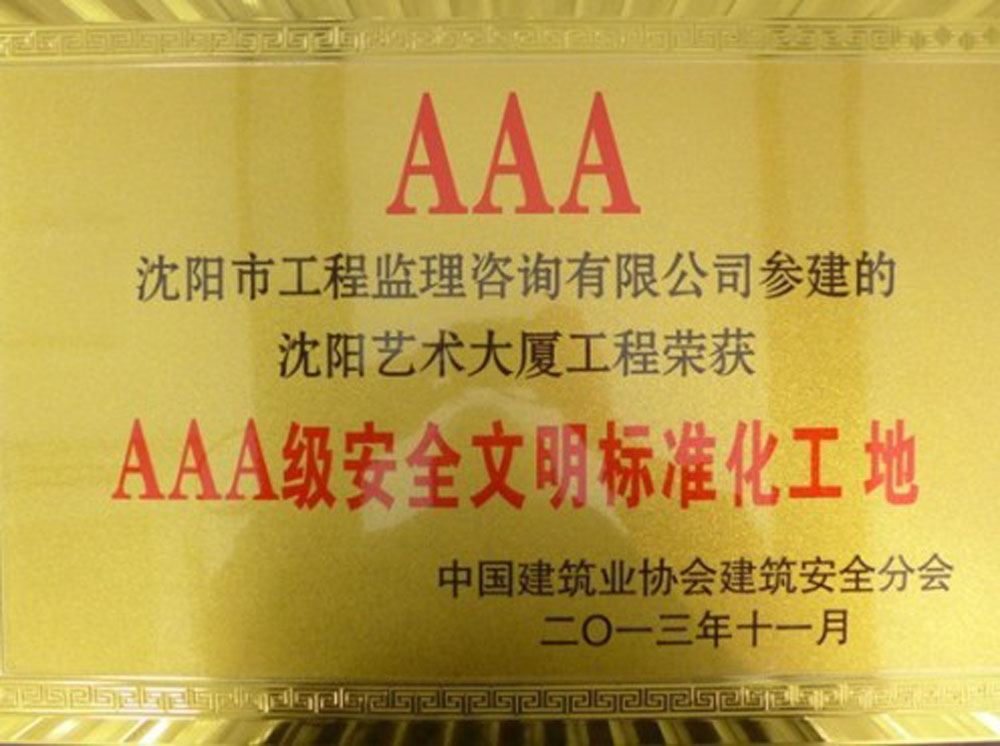 AAA
沈阳市工程监理咨询有限公司参建的
沈阳艺术大厦工程荣获
AAA级安全文明标准化工地
中国建筑业协会建筑安全分会
二〇一三年十一月